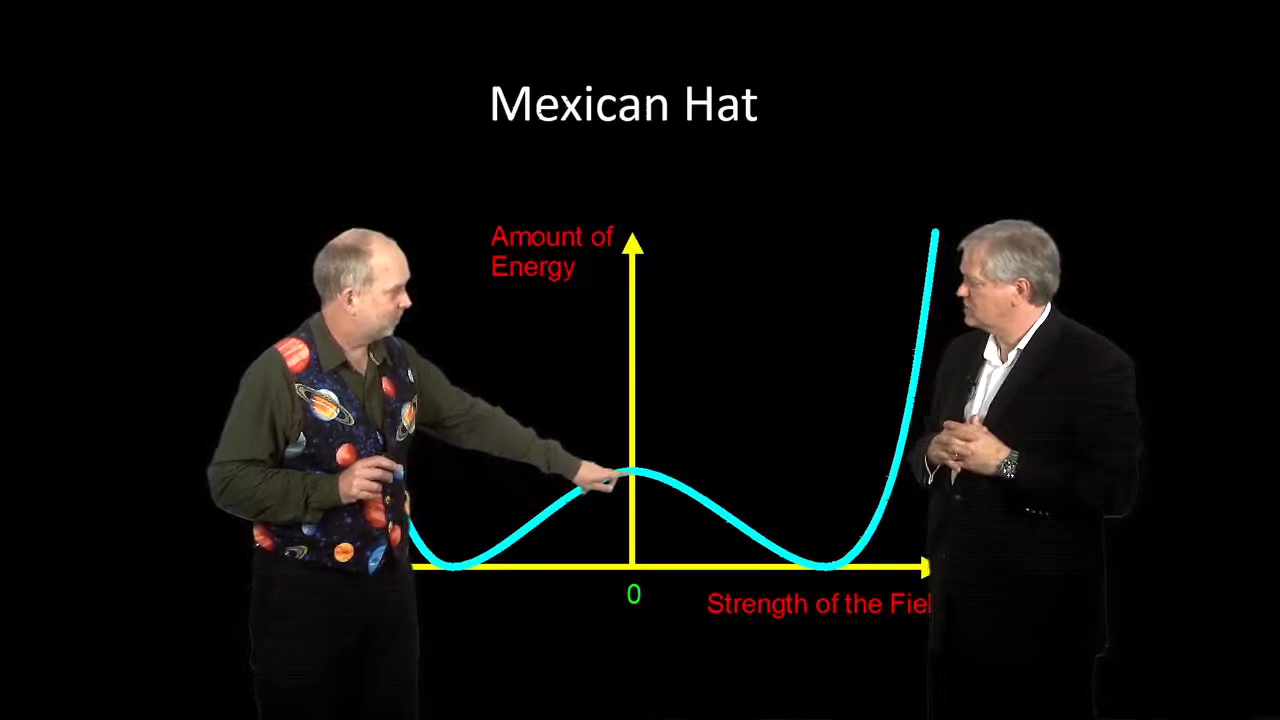 Mexican Hat
Amount of
Energy
0
Strength of the Fiel